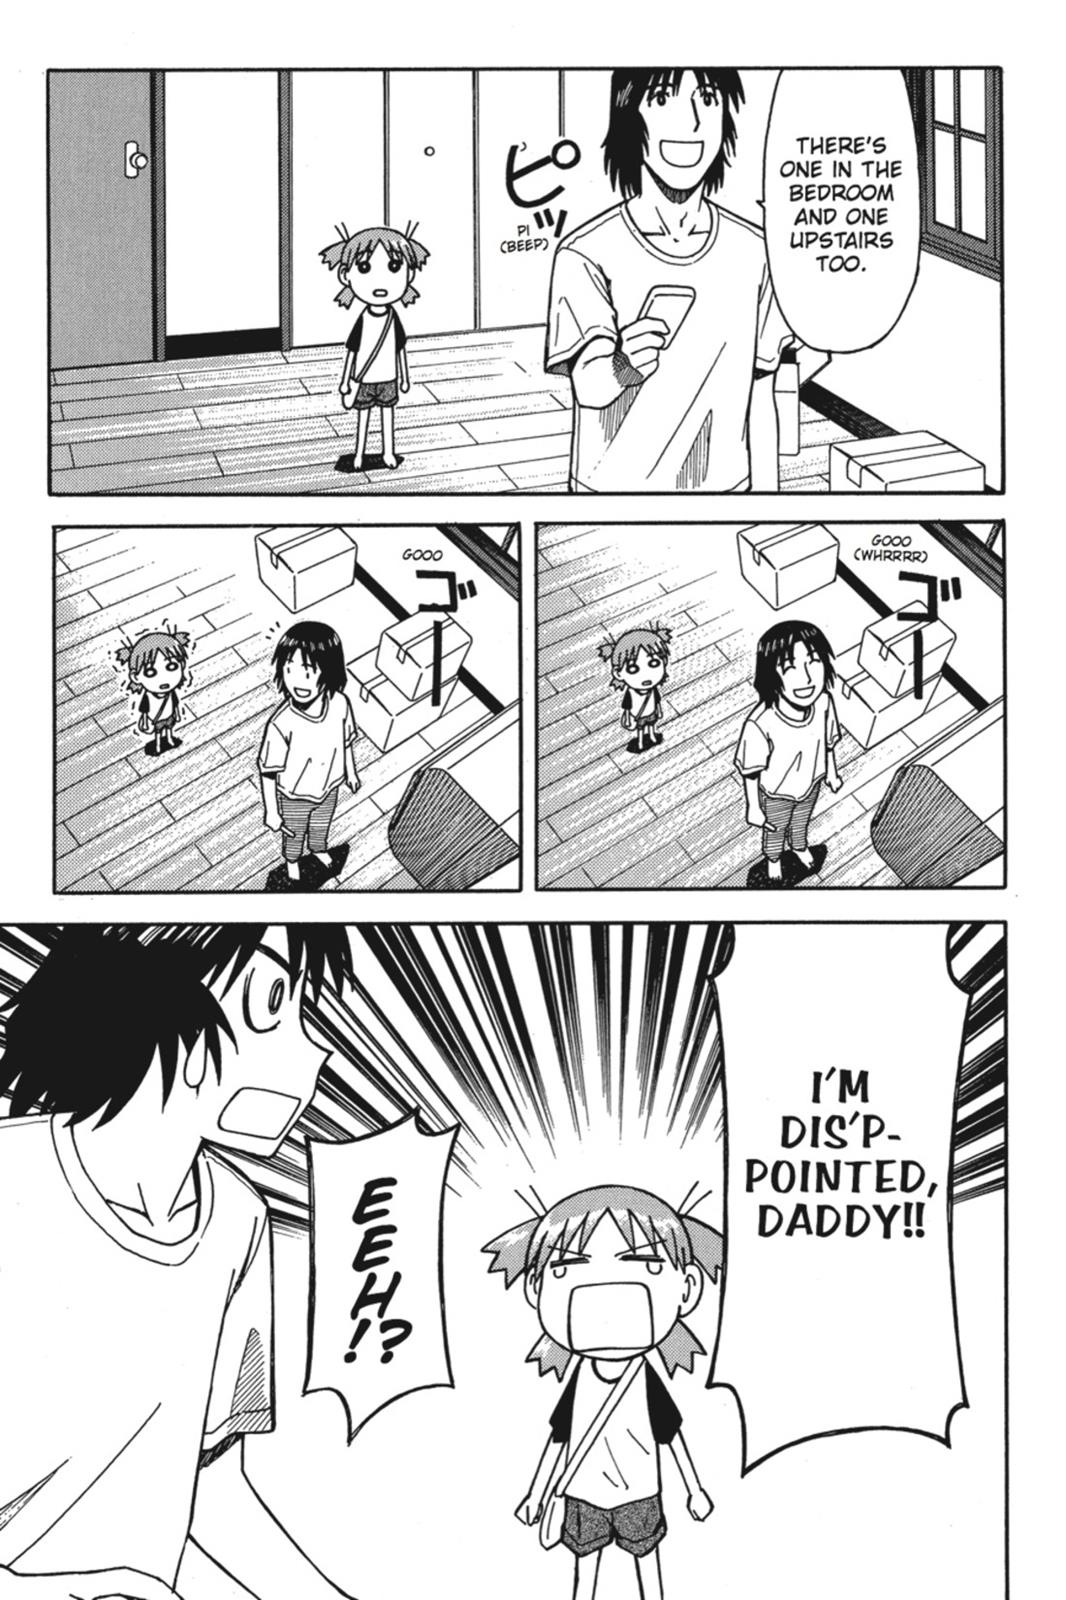 THERE'S
ONE IN THE
BEDROOM
AND ONE
UPSTAIRS
TOO.
ピッ
PI
(BEEP)
GOOO
(WHRRRR)
ゴー
GOOO
ゴー
I'M
DIS'P-
POINTED,
DADDY!!
EEH!?